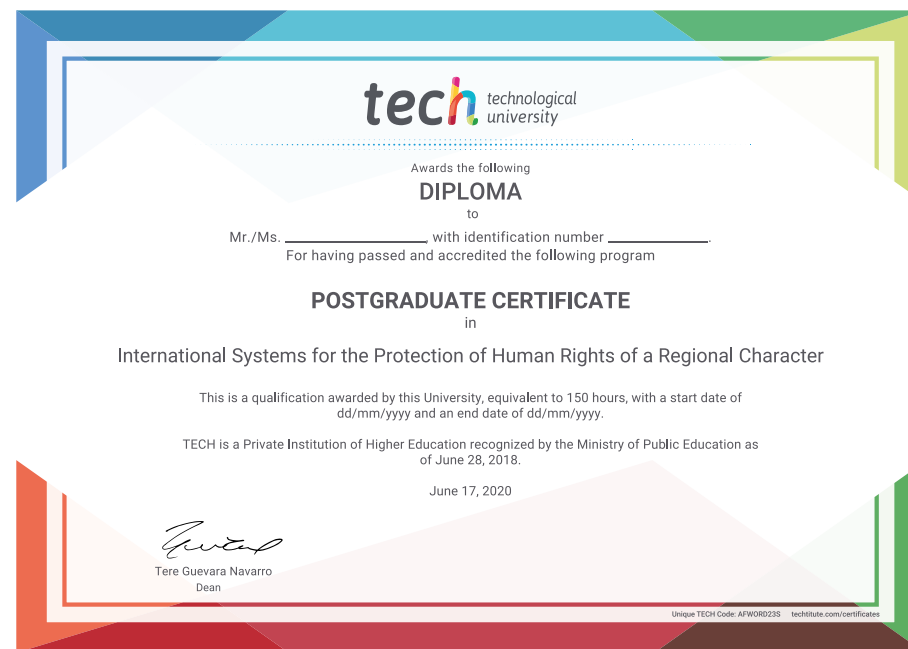 tech technological
university
Awards the following
DIPLOMA
to
Mr./Ms. ____________, with identification number ____________.
For having passed and accredited the following program
POSTGRADUATE CERTIFICATE
in
International Systems for the Protection of Human Rights of a Regional Character
This is a qualification awarded by this University, equivalent to 150 hours, with a start date of
dd/mm/yyyy and an end date of dd/mm/yyyy.
TECH is a Private Institution of Higher Education recognized by the Ministry of Public Education as
of June 28, 2018.
June 17, 2020
Tere Guevara Navarro
Dean
Unique TECH Code: AFWORD23S techtitute.com/certificates